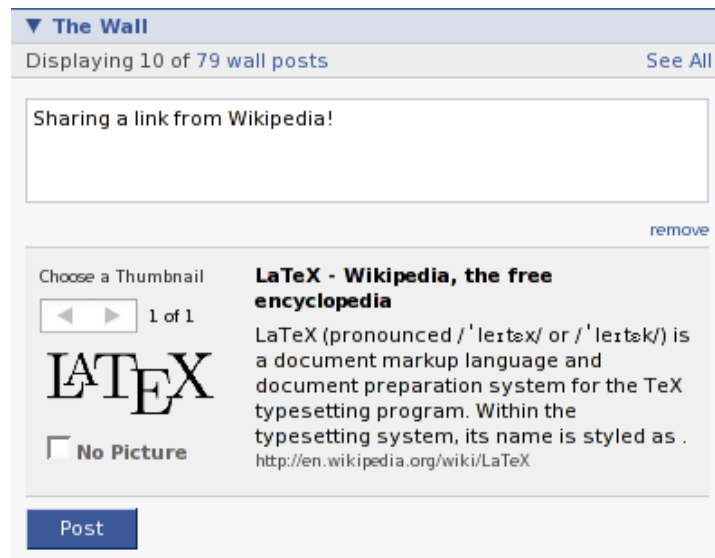 ▼ The Wall
Displaying 10 of 79 wall posts See All
Sharing a link from Wikipedia!
remove
Choose a Thumbnail
1 of 1
LATEX
No Picture
LaTeX - Wikipedia, the free
encyclopedia
LaTeX (pronounced /ˈleɪtɛx/ or /ˈleɪtɛk/) is
a document markup language and
document preparation system for the TeX
typesetting program. Within the
typesetting system, its name is styled as .
http://en.wikipedia.org/wiki/LaTeX
Post